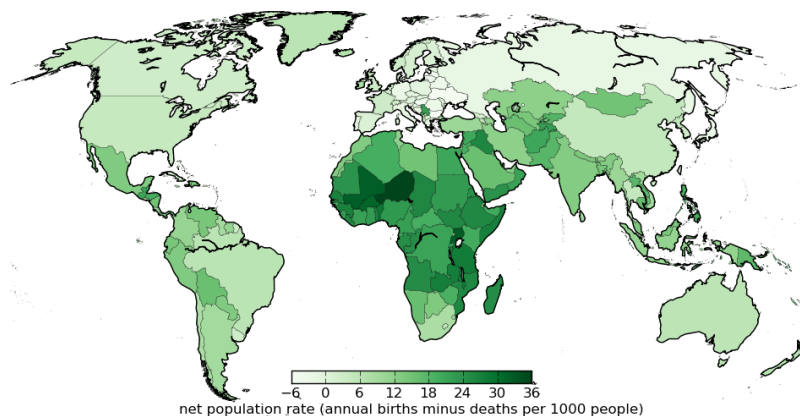 −6 0 6 12 18 24 30 36
net population rate (annual births minus deaths per 1000 people)